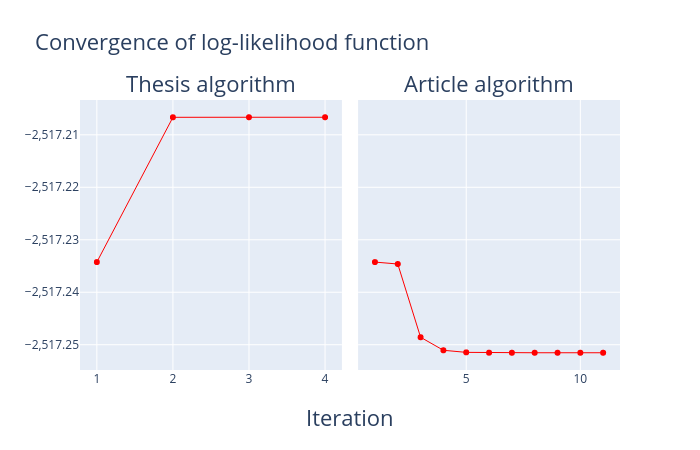 Convergence of log-likelihood function
Thesis algorithm
Article algorithm
−2,517.21
−2,517.22
−2,517.23
−2,517.24
−2,517.25
1 2 3 4
5 10
Iteration